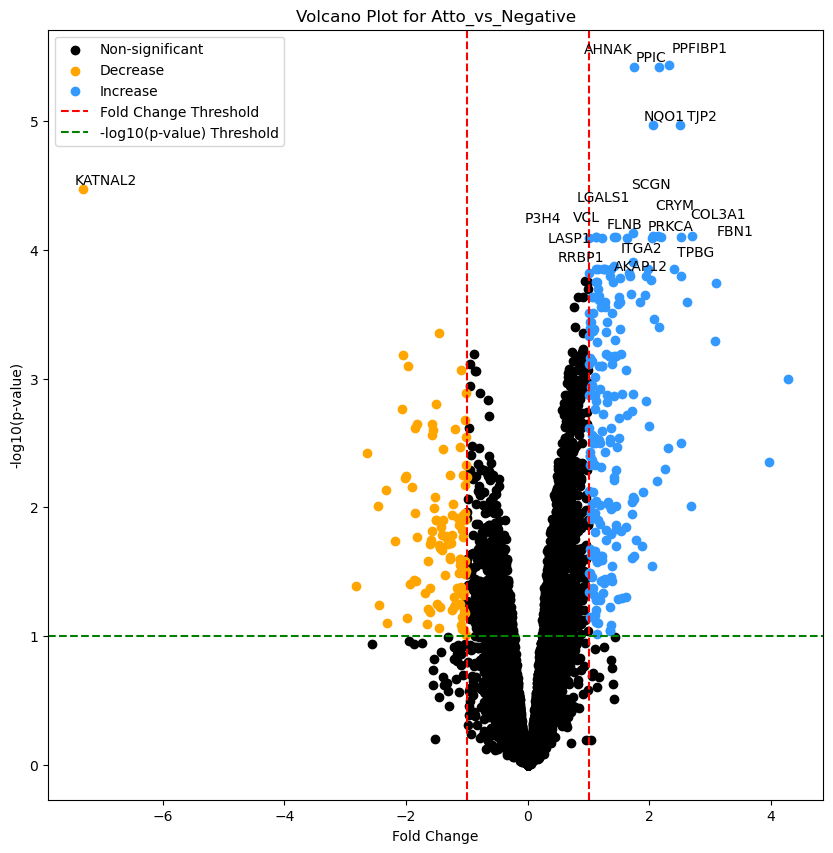 Volcano Plot for Atto_vs_Negative
Non-significant
Decrease
Increase
Fold Change Threshold
-log10(p-value) Threshold
AHNAK
PPIC
PPFIBP1
NQO1
TJP2
KATNAL2
SCGN
LGALS1
CRYM
P3H4
VCL
FLNB
PRKCA
COL3A1
FBN1
LASP1
ITGA2
TPBG
RRBP1
AKAP12
-log10(p-value)
5
4
3
2
1
0
−6
−4
−2
0
2
4
Fold Change